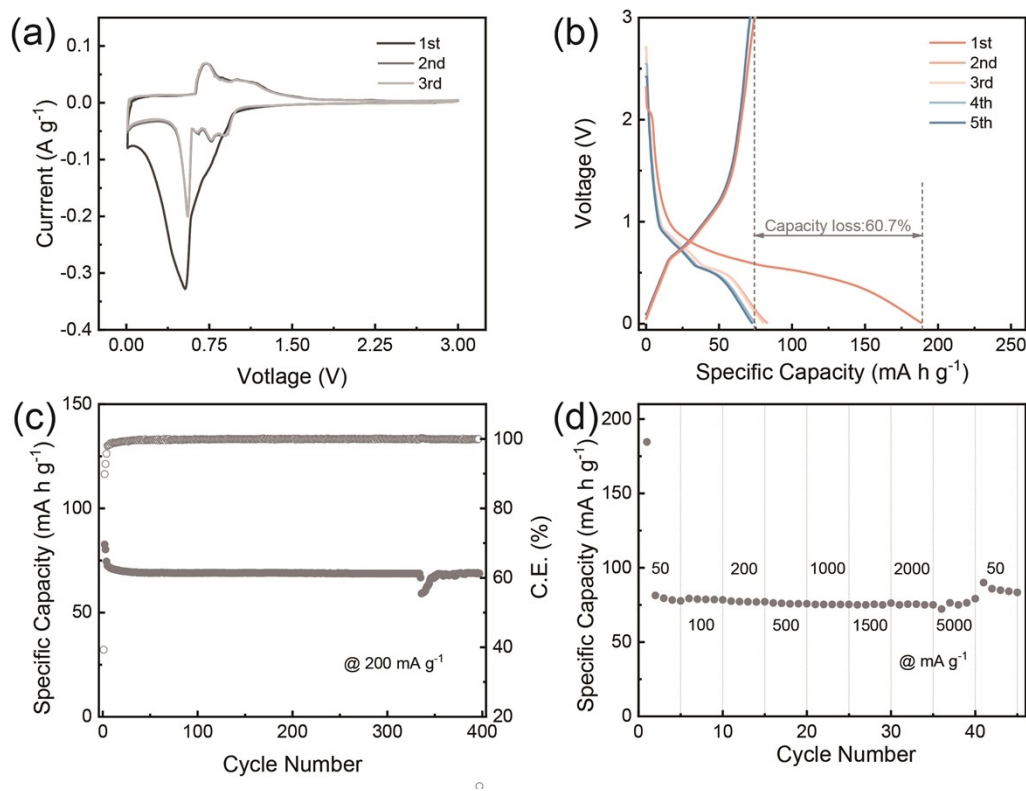 (a)
0.1
0.0
-0.1
-0.2
-0.3
-0.4
Currrent (A g-1)
1st
2nd
3rd
0.00
0.75
1.50
2.25
3.00
Votlage (V)
(b)
3
2
1
0
Voltage (V)
1st
2nd
3rd
4th
5th
Capacity loss:60.7%
0
50
100
150
200
250
Specific Capacity (mA h g-1)
(c)
150
125
100
75
50
25
0
Specific Capacity (mA h g-1)
100
80
60
40
20
C.E. (%)
@ 200 mA g-1
0
100
200
300
400
Cycle Number
(d)
200
150
100
50
0
Specific Capacity (mA h g-1)
50
200
1000
2000
50
100
500
1500
5000
@ mA g-1
0
10
20
30
40
Cycle Number